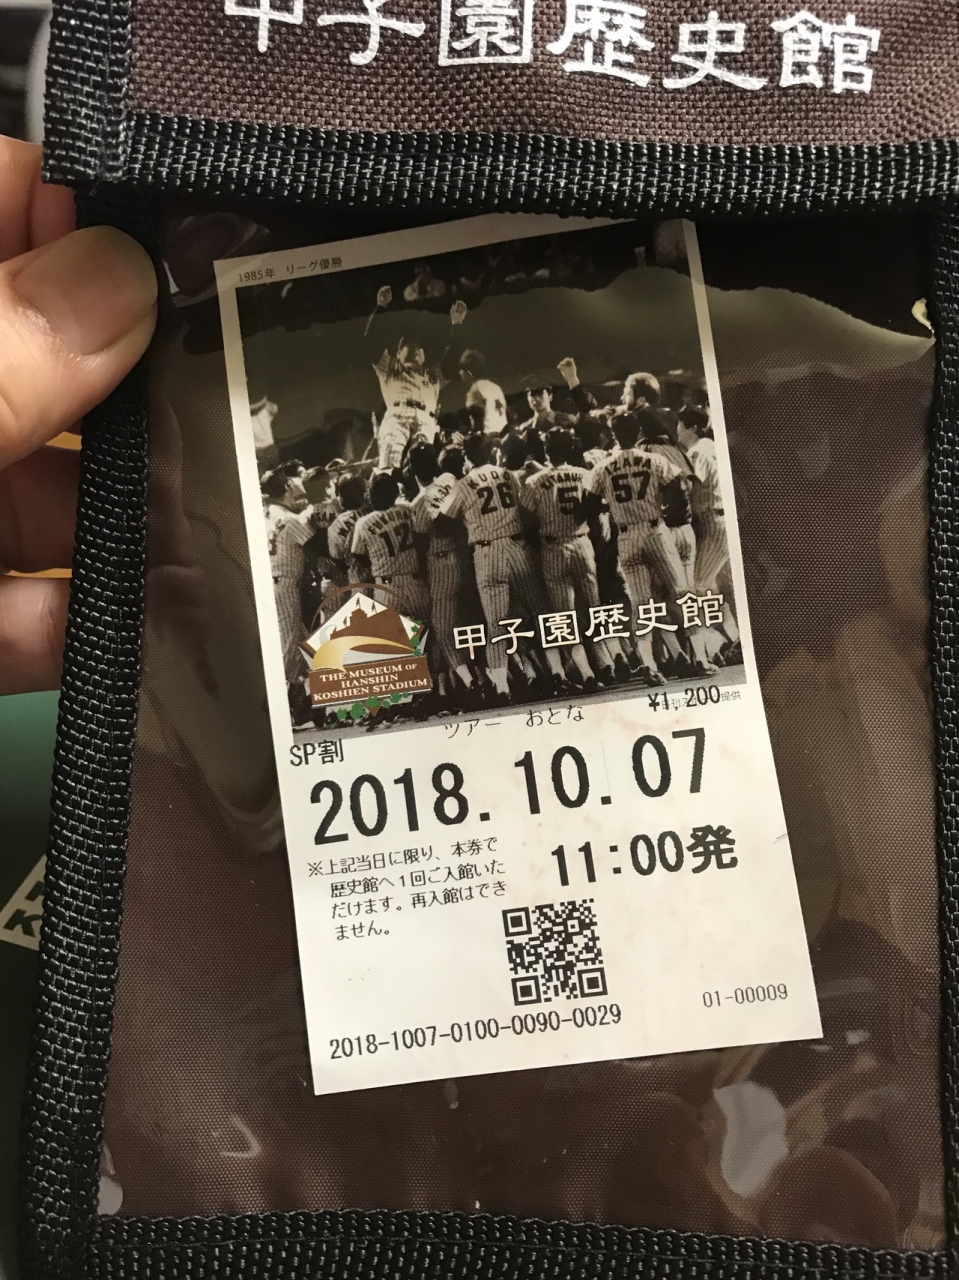 甲子園歴史館
1985年 リーグ優勝
KUDO
26
KITAMURA
5
IZAWA
57
12
甲子園歴史館
THE MUSEUM OF
HANSHIN
KOSHIEN STADIUM
¥1,200
ツアー おとな
SP割
2018.10.07
11:00発
※上記当日に限り、本券で
歴史館へ1回ご入館いた
だけます。再入館はでき
ません。
2018-1007-0100-0090-0029
01-00009